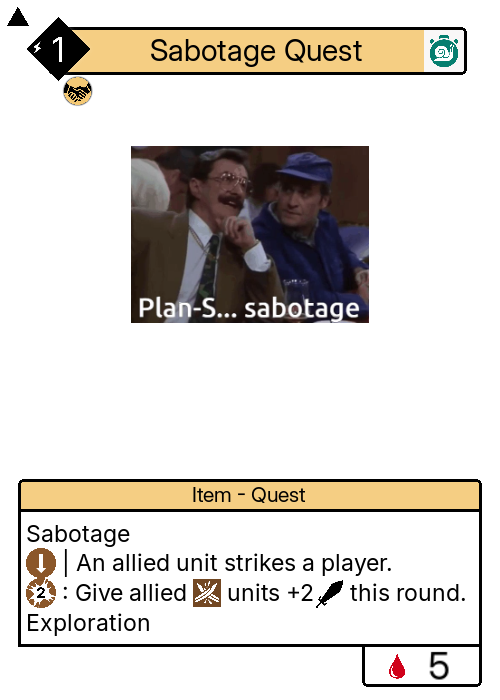 1
Sabotage Quest
Plan-S... sabotage
Item - Quest
Sabotage
| An allied unit strikes a player.
2 : Give allied units +2 this round.
Exploration
5